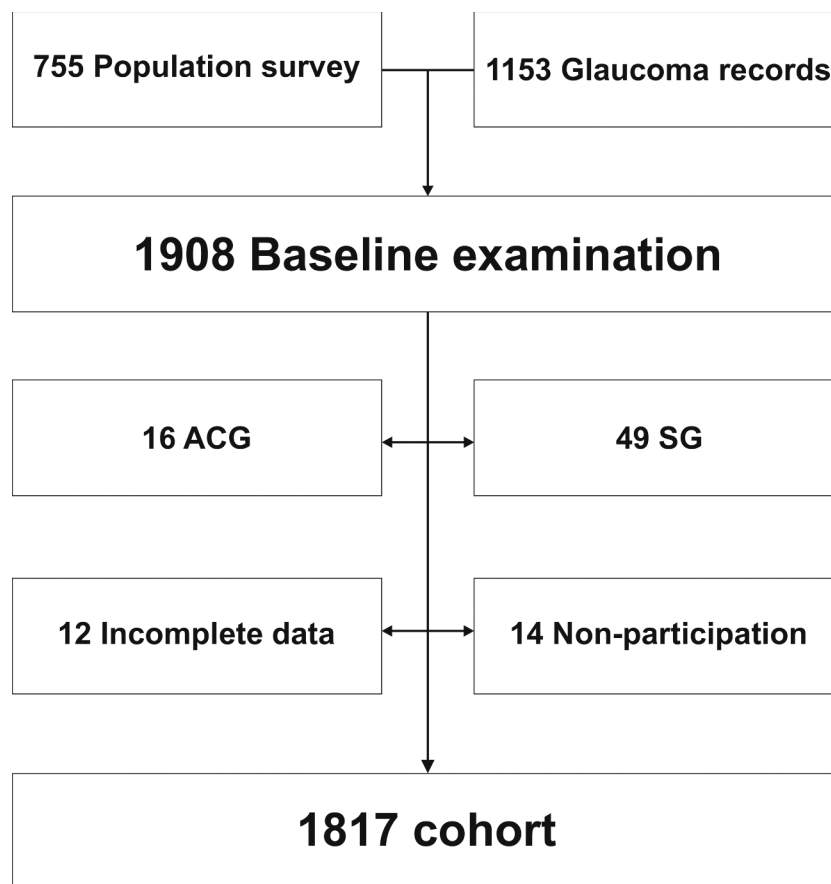 755 Population survey
1153 Glaucoma records
1908 Baseline examination
16 ACG
49 SG
12 Incomplete data
14 Non-participation
1817 cohort